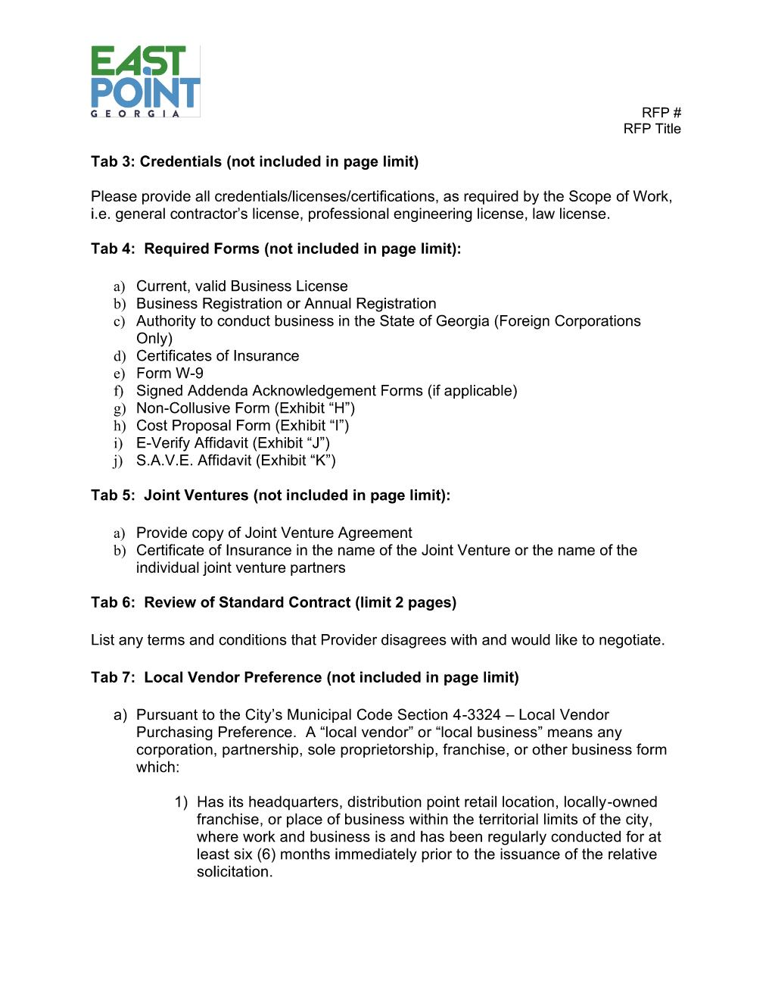 EAST
POINT
GEORGIA
RFP #
RFP Title
Tab 3: Credentials (not included in page limit)
Please provide all credentials/licenses/certifications, as required by the Scope of Work,
i.e. general contractor’s license, professional engineering license, law license.
Tab 4:  Required Forms (not included in page limit):
a) Current, valid Business License
b) Business Registration or Annual Registration
c) Authority to conduct business in the State of Georgia (Foreign Corporations
Only)
d) Certificates of Insurance
e) Form W-9
f) Signed Addenda Acknowledgement Forms (if applicable)
g) Non-Collusive Form (Exhibit “H”)
h) Cost Proposal Form (Exhibit “I”)
i) E-Verify Affidavit (Exhibit “J”)
j) S.A.V.E. Affidavit (Exhibit “K”)
Tab 5:  Joint Ventures (not included in page limit):
a) Provide copy of Joint Venture Agreement
b) Certificate of Insurance in the name of the Joint Venture or the name of the
individual joint venture partners
Tab 6:  Review of Standard Contract (limit 2 pages)
List any terms and conditions that Provider disagrees with and would like to negotiate.
Tab 7:  Local Vendor Preference (not included in page limit)
a) Pursuant to the City’s Municipal Code Section 4-3324 – Local Vendor
Purchasing Preference.  A “local vendor” or “local business” means any
corporation, partnership, sole proprietorship, franchise, or other business form
which:
1) Has its headquarters, distribution point retail location, locally-owned
franchise, or place of business within the territorial limits of the city,
where work and business is and has been regularly conducted for at
least six (6) months immediately prior to the issuance of the relative
solicitation.